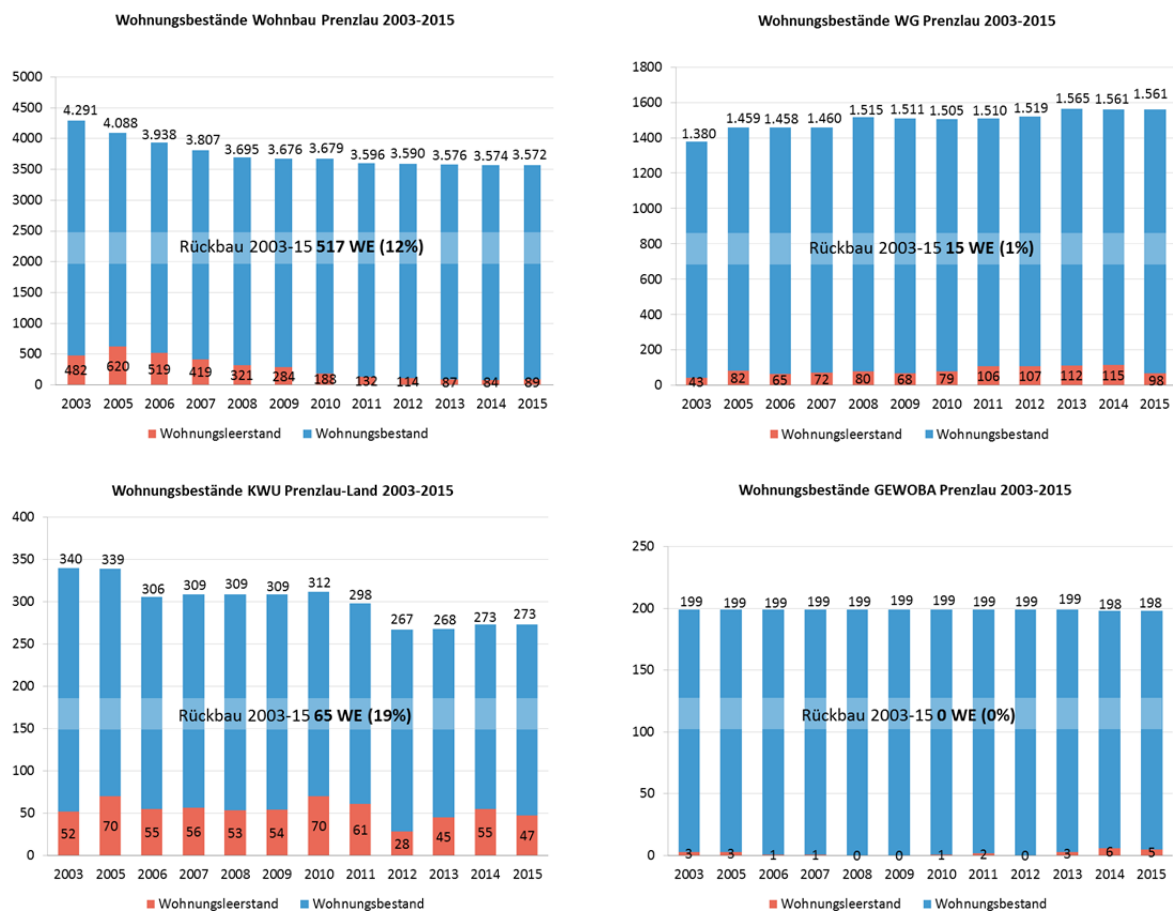 Wohnungsbestände Wohnbau Prenzlau 2003-2015
5000
4500
4000
3500
3000
2500
2000
1500
1000
500
0
4.291 4.088 3.938 3.807 3.695 3.676 3.679 3.596 3.590 3.576 3.574 3.572
Rückbau 2003-15 517 WE (12%)
482 620 519 419 321 284 188 132 114 87 84 89
2003 2005 2006 2007 2008 2009 2010 2011 2012 2013 2014 2015
Wohnungsleerstand Wohnungsbestand
Wohnungsbestände WG Prenzlau 2003-2015
1800
1600
1400
1200
1000
800
600
400
200
0
1.380 1.459 1.458 1.460 1.515 1.511 1.505 1.510 1.519 1.565 1.561 1.561
Rückbau 2003-15 15 WE (1%)
43 82 65 72 80 68 79 106 107 112 115 98
2003 2005 2006 2007 2008 2009 2010 2011 2012 2013 2014 2015
Wohnungsleerstand Wohnungsbestand
Wohnungsbestände KWU Prenzlau-Land 2003-2015
400
350
300
250
200
150
100
50
0
340 339 306 309 309 309 312 298 267 268 273 273
Rückbau 2003-15 65 WE (19%)
52 70 55 56 53 54 70 61 28 45 55 47
2003 2005 2006 2007 2008 2009 2010 2011 2012 2013 2014 2015
Wohnungsleerstand Wohnungsbestand
Wohnungsbestände GEWOBA Prenzlau 2003-2015
250
200
150
100
50
0
199 199 199 199 199 199 199 199 199 199 198 198
Rückbau 2003-15 0 WE (0%)
3 3 1 1 0 0 1 2 0 3 6 5
2003 2005 2006 2007 2008 2009 2010 2011 2012 2013 2014 2015
Wohnungsleerstand Wohnungsbestand